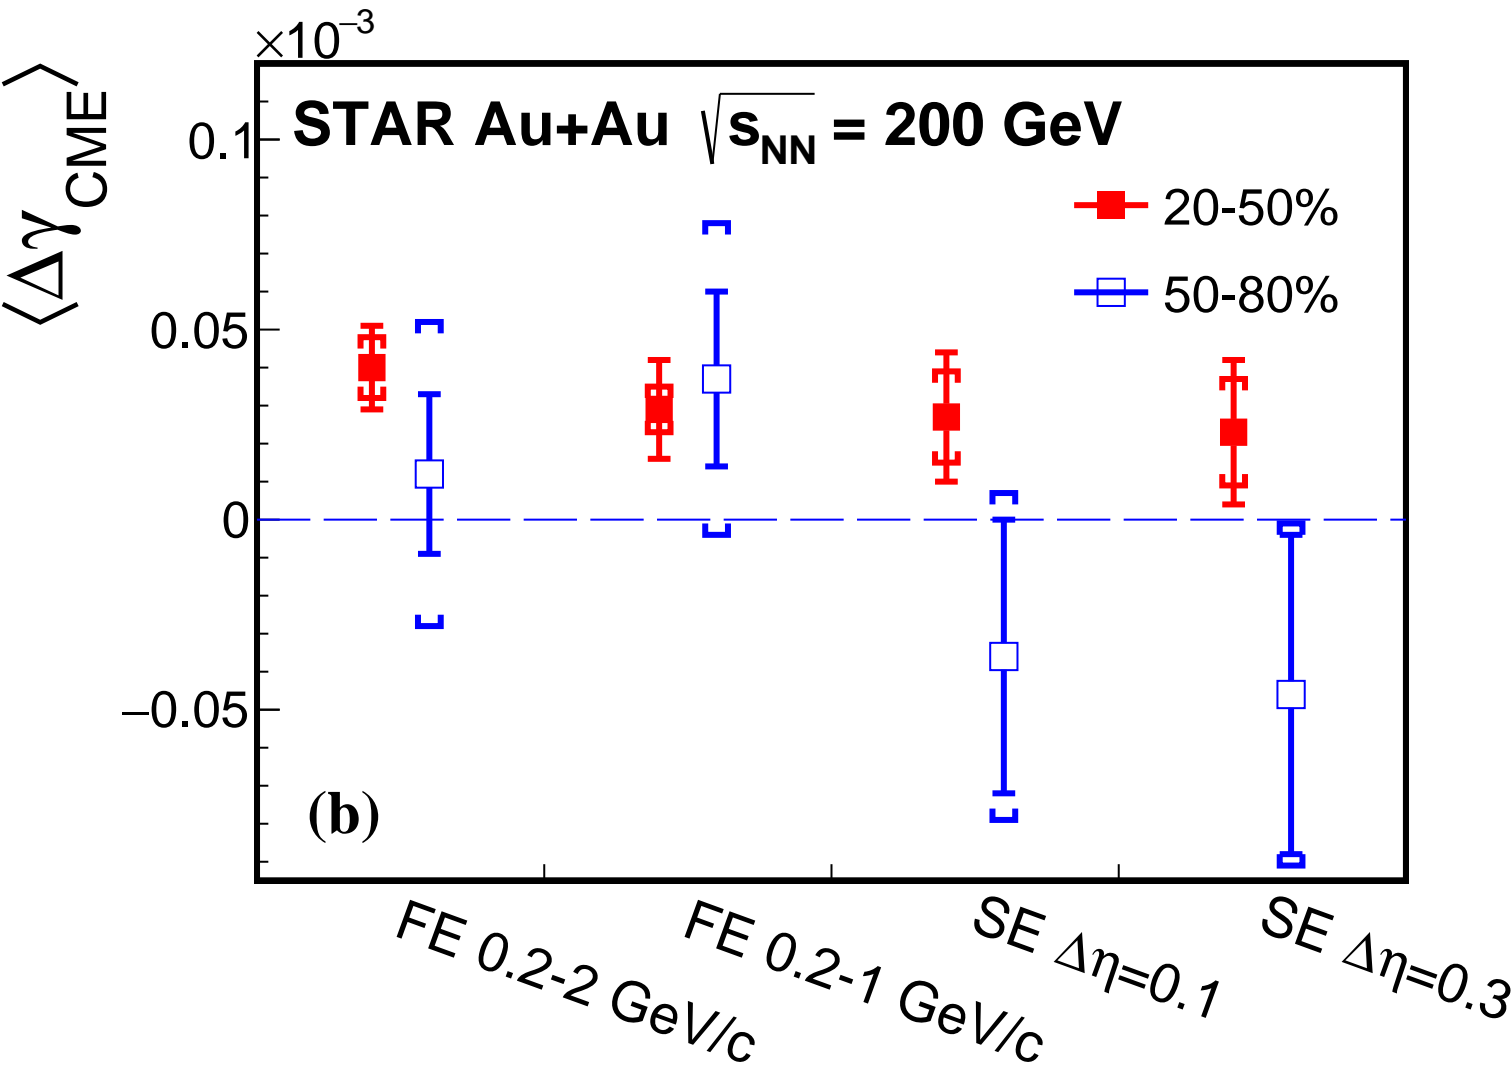 ×10⁻³
⟨Δγ_CME⟩
STAR Au+Au √s_NN = 200 GeV
20-50%
50-80%
0.1
0.05
0
−0.05
(b)
FE 0.2-2 GeV/c
FE 0.2-1 GeV/c
SE Δη=0.1
SE Δη=0.3